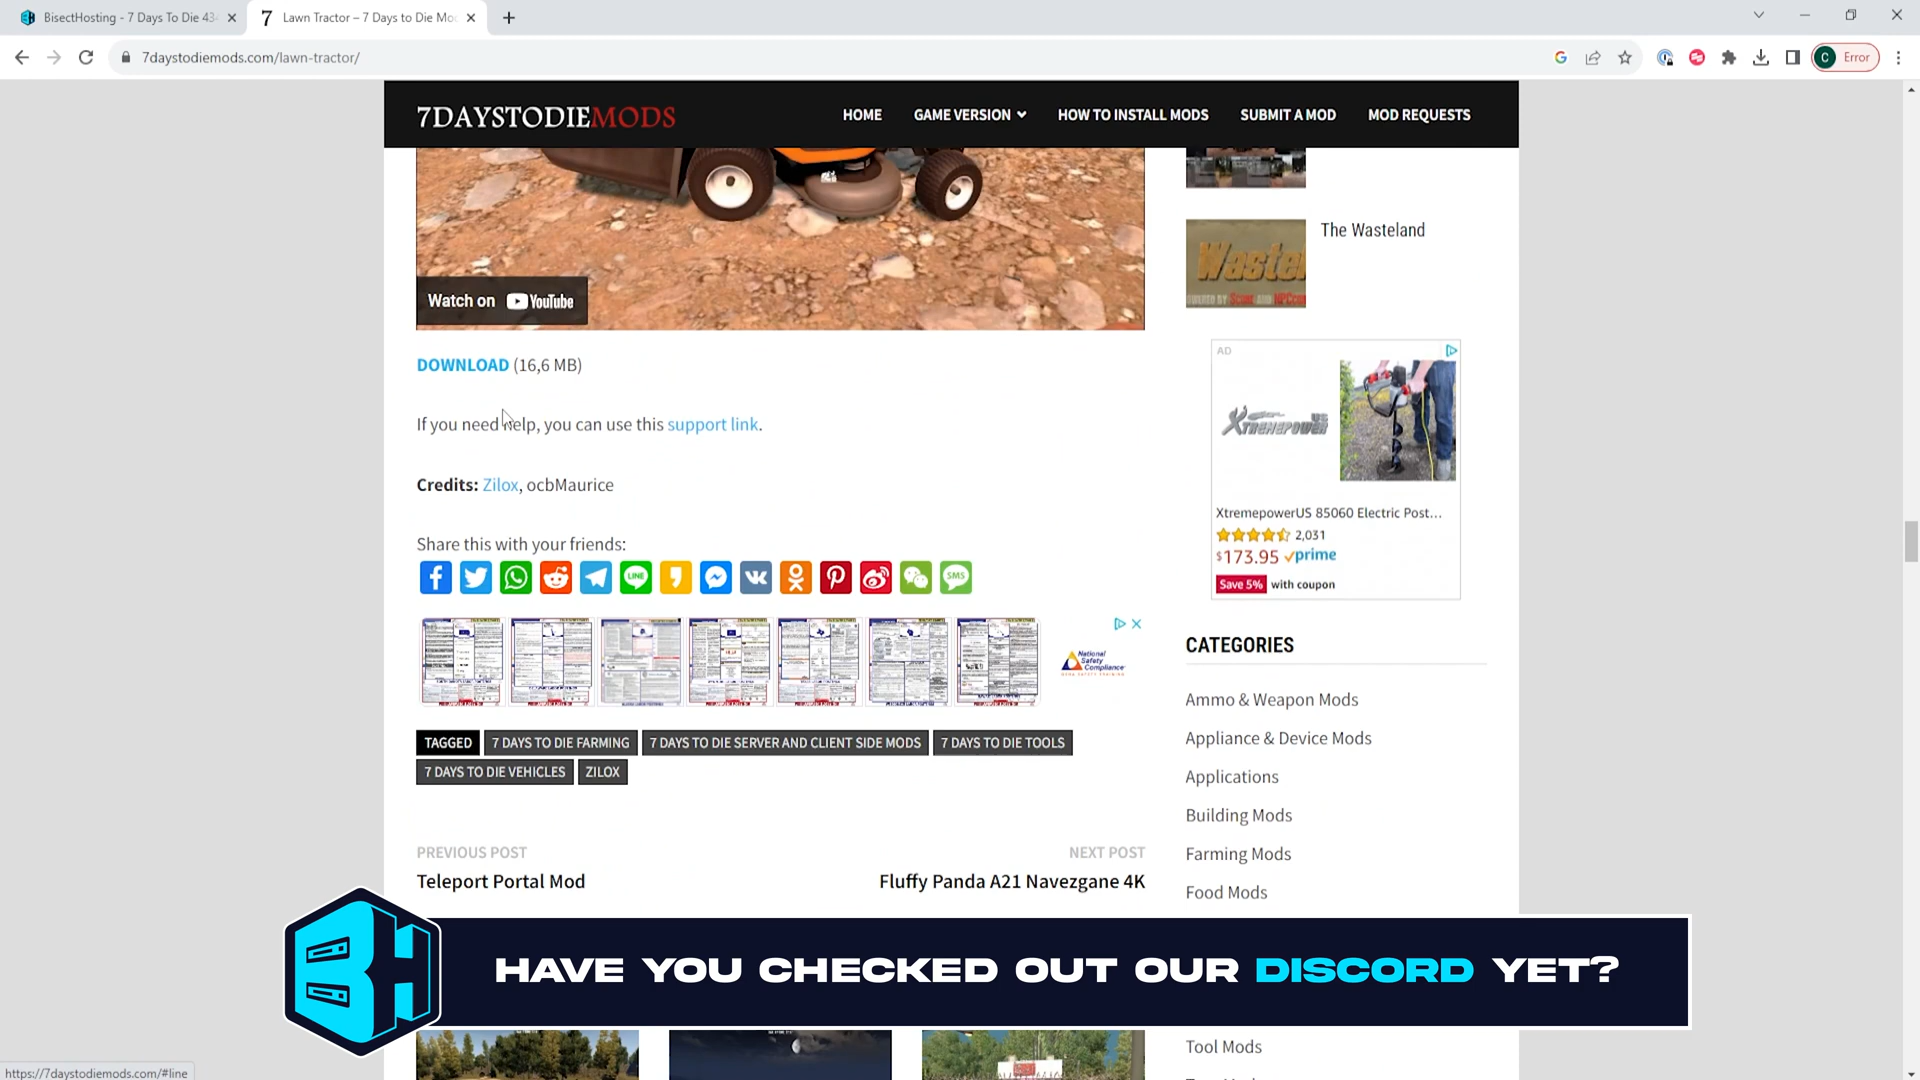 BisectHosting - 7 Days To Die 434
Lawn Tractor – 7 Days to Die Mo
7daystodiemods.com/lawn-tractor/
C Error
7DAYSTODIEMODS
HOME GAME VERSION HOW TO INSTALL MODS SUBMIT A MOD MOD REQUESTS
The Wasteland
Watch on YouTube
DOWNLOAD (16,6 MB)
If you need help, you can use this support link.
Credits: Zilox, ocbMaurice
Share this with your friends:
AD
XTREMEPOWER US
XtremepowerUS 85060 Electric Post...
2,031
$173.95 prime
Save 5% with coupon
National Safety Compliance
TAGGED 7 DAYS TO DIE FARMING 7 DAYS TO DIE SERVER AND CLIENT SIDE MODS 7 DAYS TO DIE TOOLS
7 DAYS TO DIE VEHICLES ZILOX
PREVIOUS POST
Teleport Portal Mod
NEXT POST
Fluffy Panda A21 Navezgane 4K
CATEGORIES
Ammo & Weapon Mods
Appliance & Device Mods
Applications
Building Mods
Farming Mods
Food Mods
HAVE YOU CHECKED OUT OUR DISCORD YET?
Tool Mods
https://7daystodiemods.com/#line